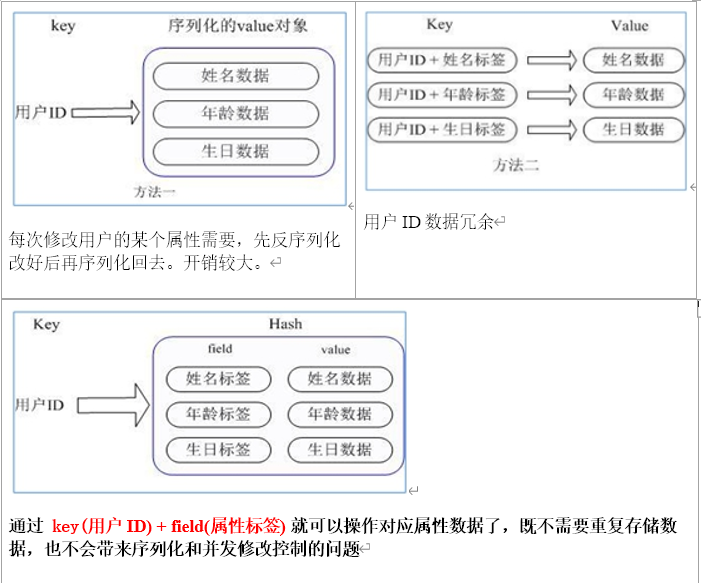 key 序列化的value对象
姓名数据
用户ID 年龄数据
生日数据
方法一
每次修改用户的某个属性需要，先反序列化
改好后再序列化回去。开销较大。
Key Value
用户ID + 姓名标签 姓名数据
用户ID + 年龄标签 年龄数据
用户ID + 生日标签 生日数据
方法二
用户 ID 数据冗余
Key Hash
field value
姓名标签 姓名数据
用户ID 年龄标签 年龄数据
生日标签 生日数据
通过 key(用户 ID) + field(属性标签) 就可以操作对应属性数据了，既不需要重复存储数
据，也不会带来序列化和并发修改控制的问题